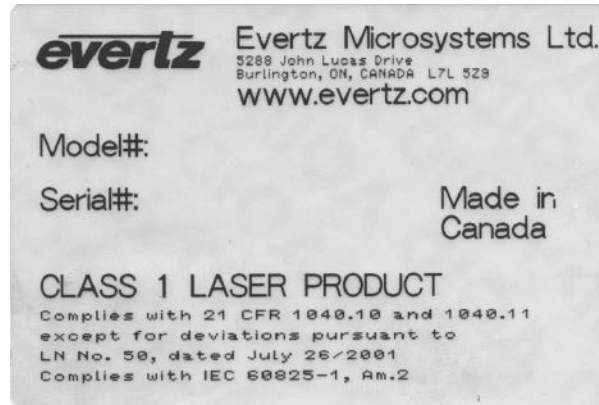 evertz
Evertz Microsystems Ltd.
5288 John Lucas Drive
Burlington, ON, CANADA L7L 5Z9
www.evertz.com
Model#:
Serial#:
Made in
Canada
CLASS 1 LASER PRODUCT
Complies with 21 CFR 1040.10 and 1040.11
except for deviations pursuant to
LN No. 50, dated July 26/2001
Complies with IEC 60825-1, Am.2